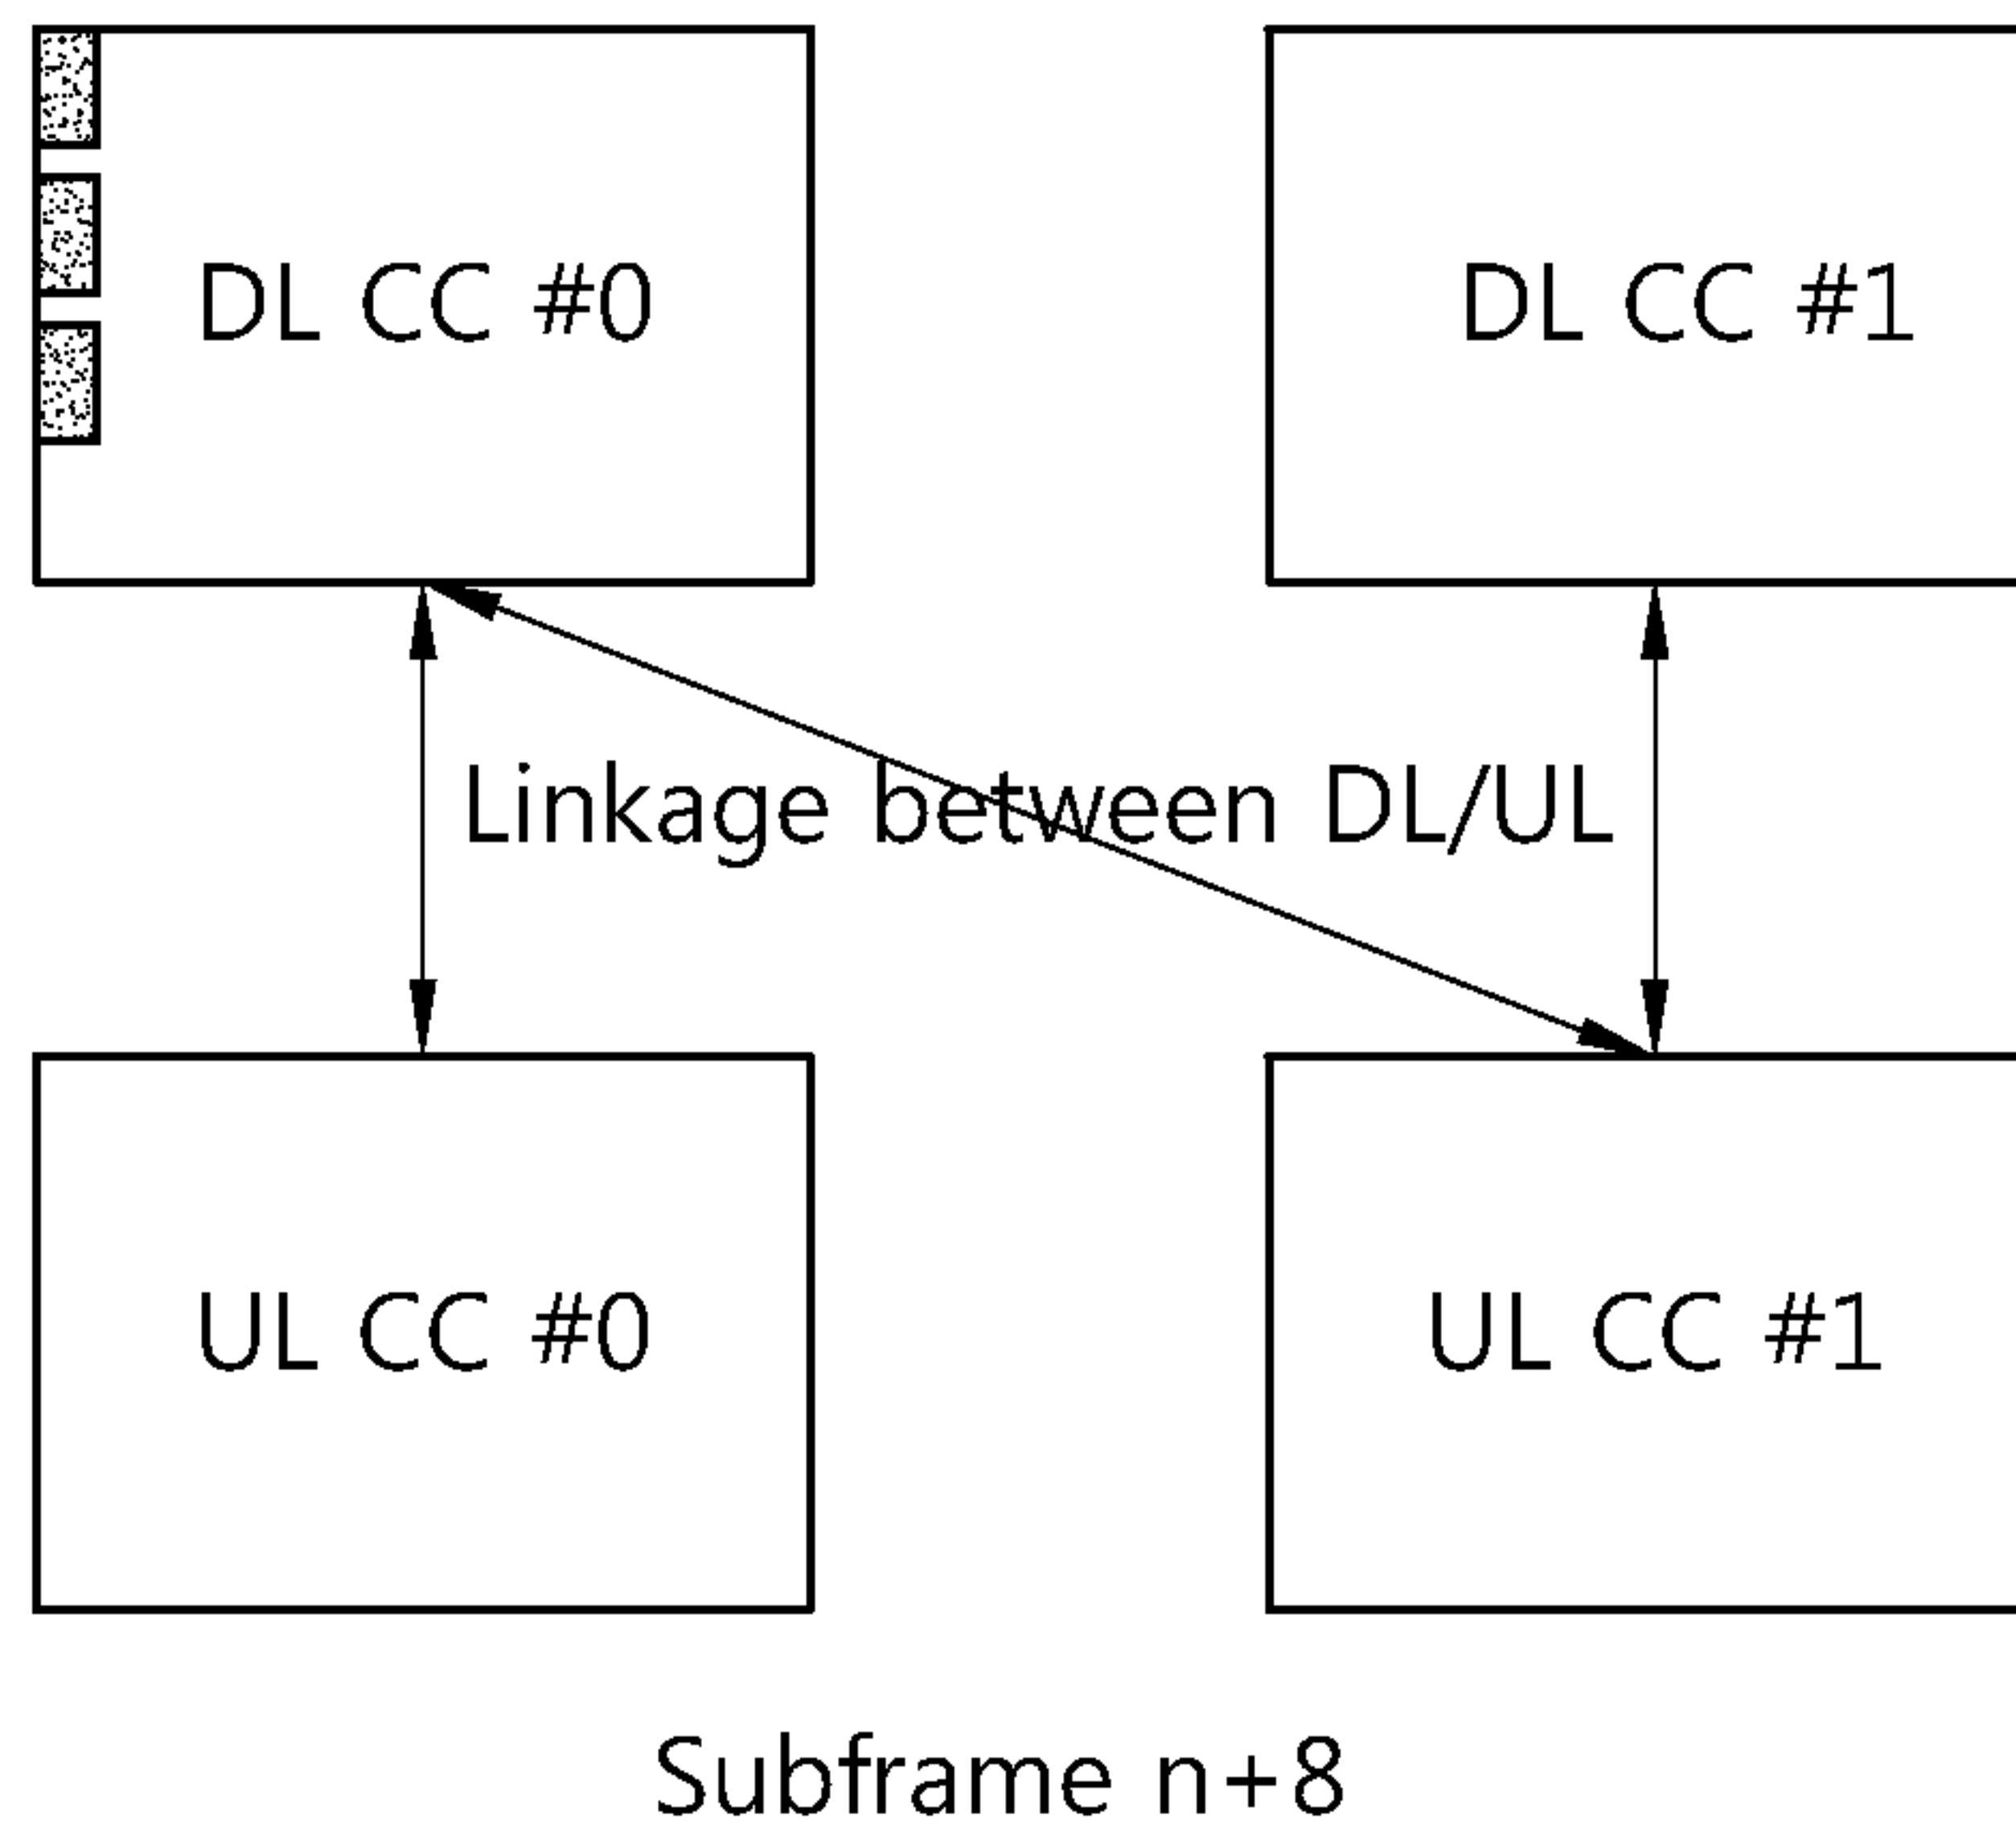 DL CC #0
DL CC #1
Linkage between DL/UL
UL CC #0
UL CC #1
Subframe n+8